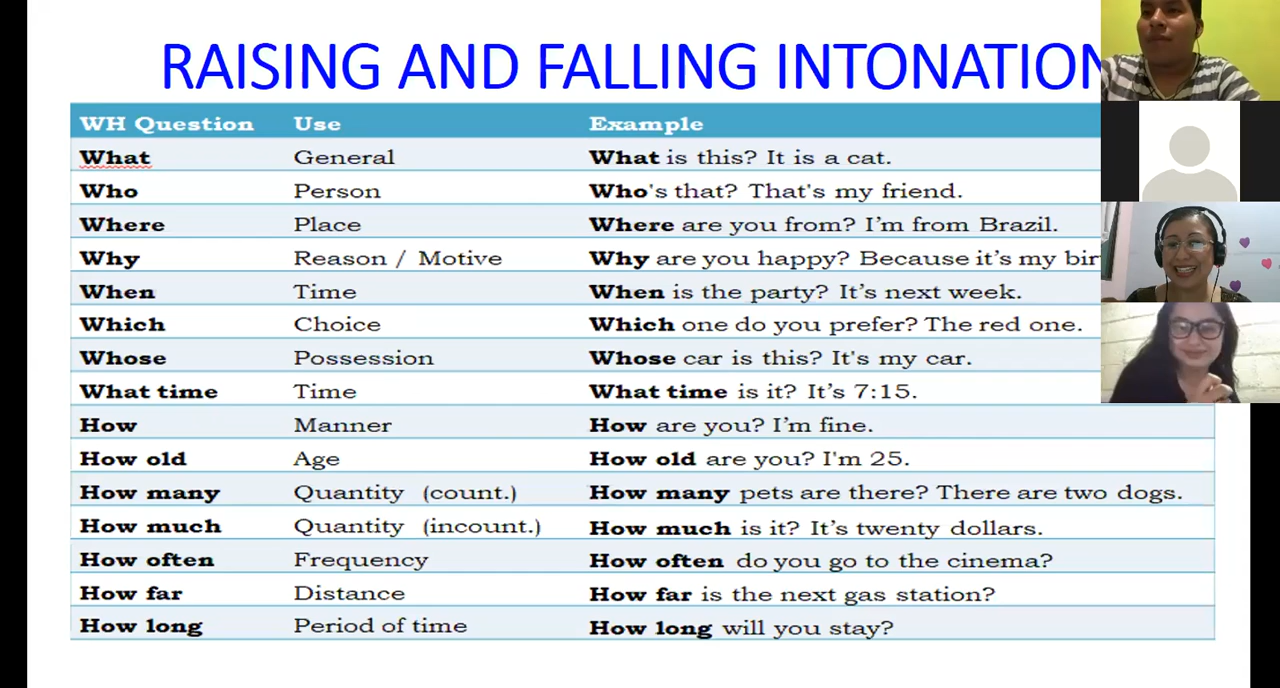 RAISING AND FALLING INTONATION
WH Question Use Example
What General What is this? It is a cat.
Who Person Who's that? That's my friend.
Where Place Where are you from? I’m from Brazil.
Why Reason / Motive Why are you happy? Because it’s my
When Time When is the party? It’s next week.
Which Choice Which one do you prefer? The red one.
Whose Possession Whose car is this? It's my car.
What time Time What time is it? It’s 7:15.
How Manner How are you? I’m fine.
How old Age How old are you? I'm 25.
How many Quantity (count.) How many pets are there? There are two dogs.
How much Quantity (incount.) How much is it? It’s twenty dollars.
How often Frequency How often do you go to the cinema?
How far Distance How far is the next gas station?
How long Period of time How long will you stay?